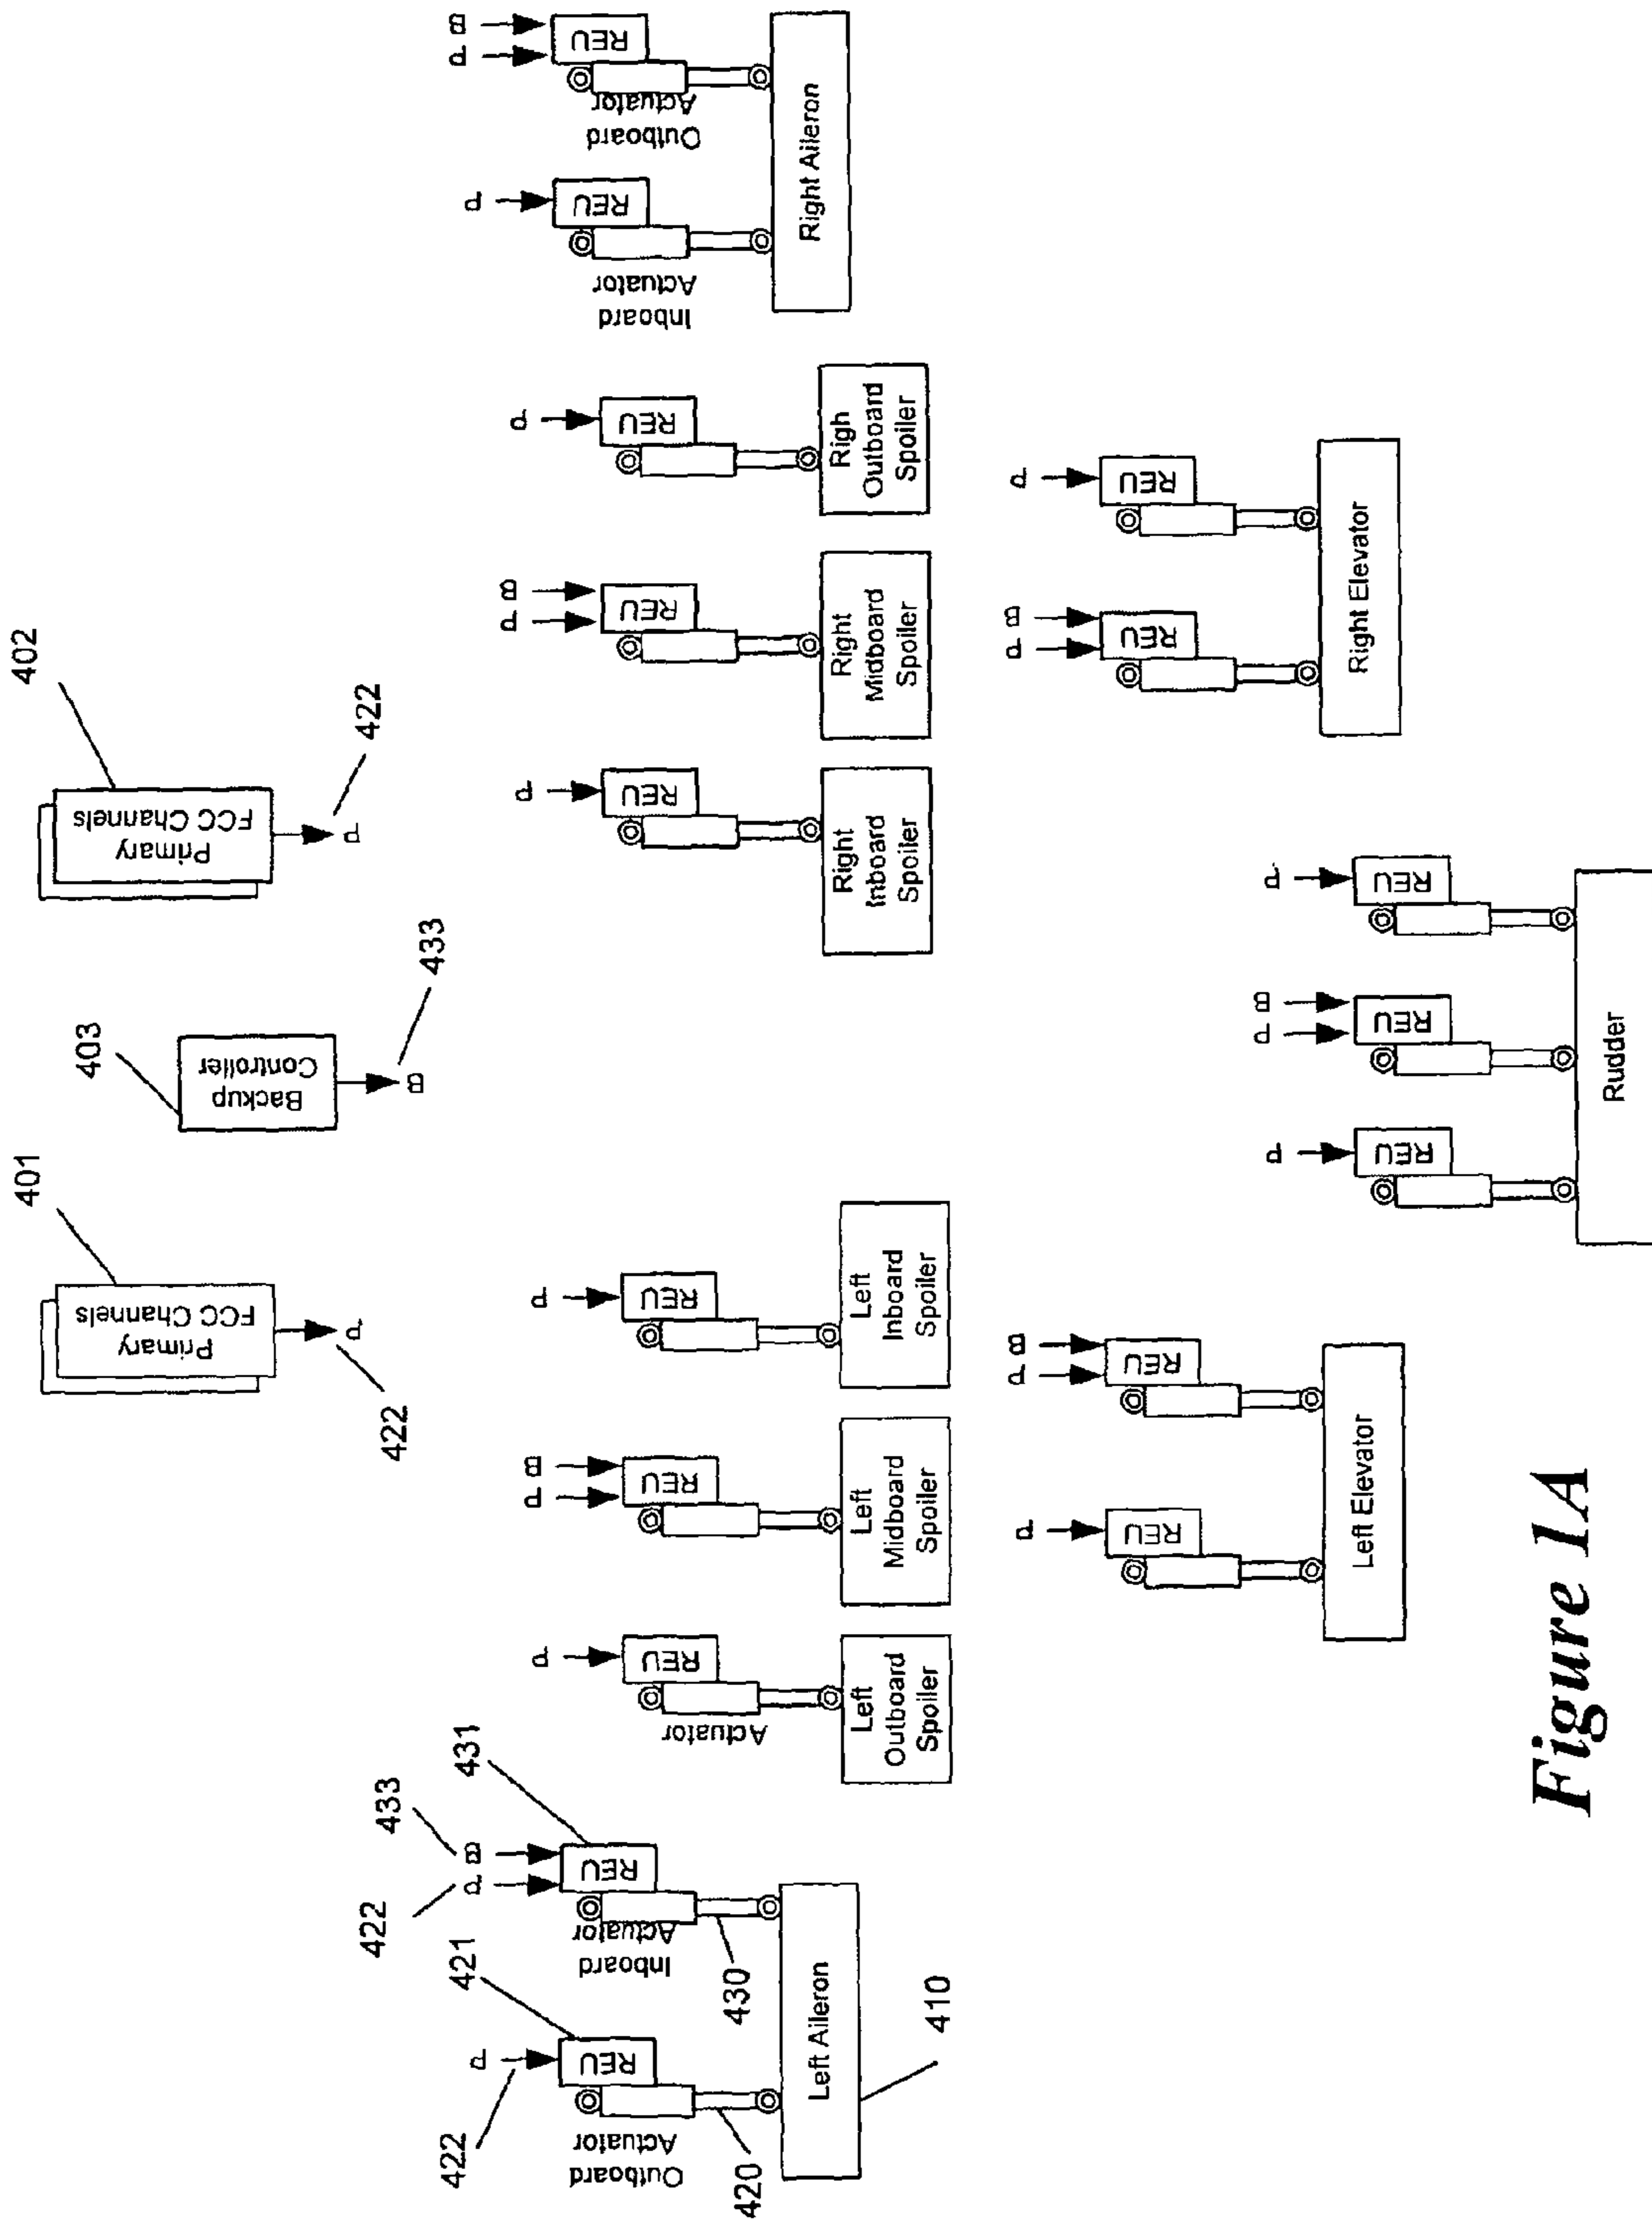 401
Primary
FCC Channels
P
422
403
Backup
Controller
B
433
402
Primary
FCC Channels
P
422
422
P
421
REU
Outboard
Actuator
420
422
433
P
B
431
REU
Inboard
Actuator
430
Left Aileron
410
P
REU
Actuator
Left
Outboard
Spoiler
P
B
REU
Left
Midboard
Spoiler
P
REU
Left
Inboard
Spoiler
P
REU
Right
Inboard
Spoiler
P
B
REU
Right
Midboard
Spoiler
P
REU
Righ
Outboard
Spoiler
P
REU
Inboard
Actuator
P
B
REU
Outboard
Actuator
Right Aileron
P
REU
P
B
REU
Left Elevator
P
REU
P
B
REU
P
REU
Rudder
P
B
REU
P
REU
Right Elevator
Figure 1A